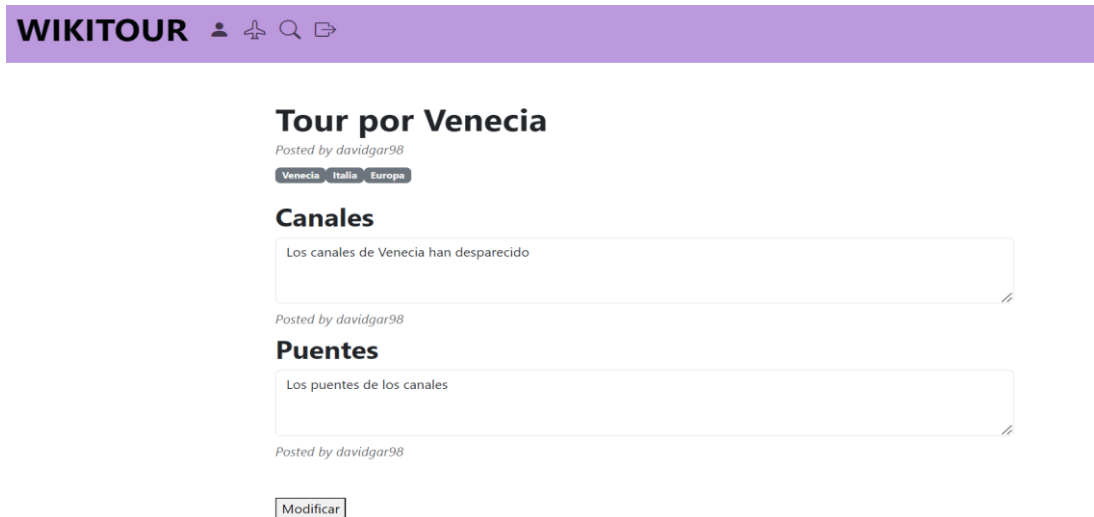 WIKITOUR
Tour por Venecia
Posted by davidgar98
Venecia Italia Europa
Canales
Los canales de Venecia han desparecido
Posted by davidgar98
Puentes
Los puentes de los canales
Posted by davidgar98
Modificar